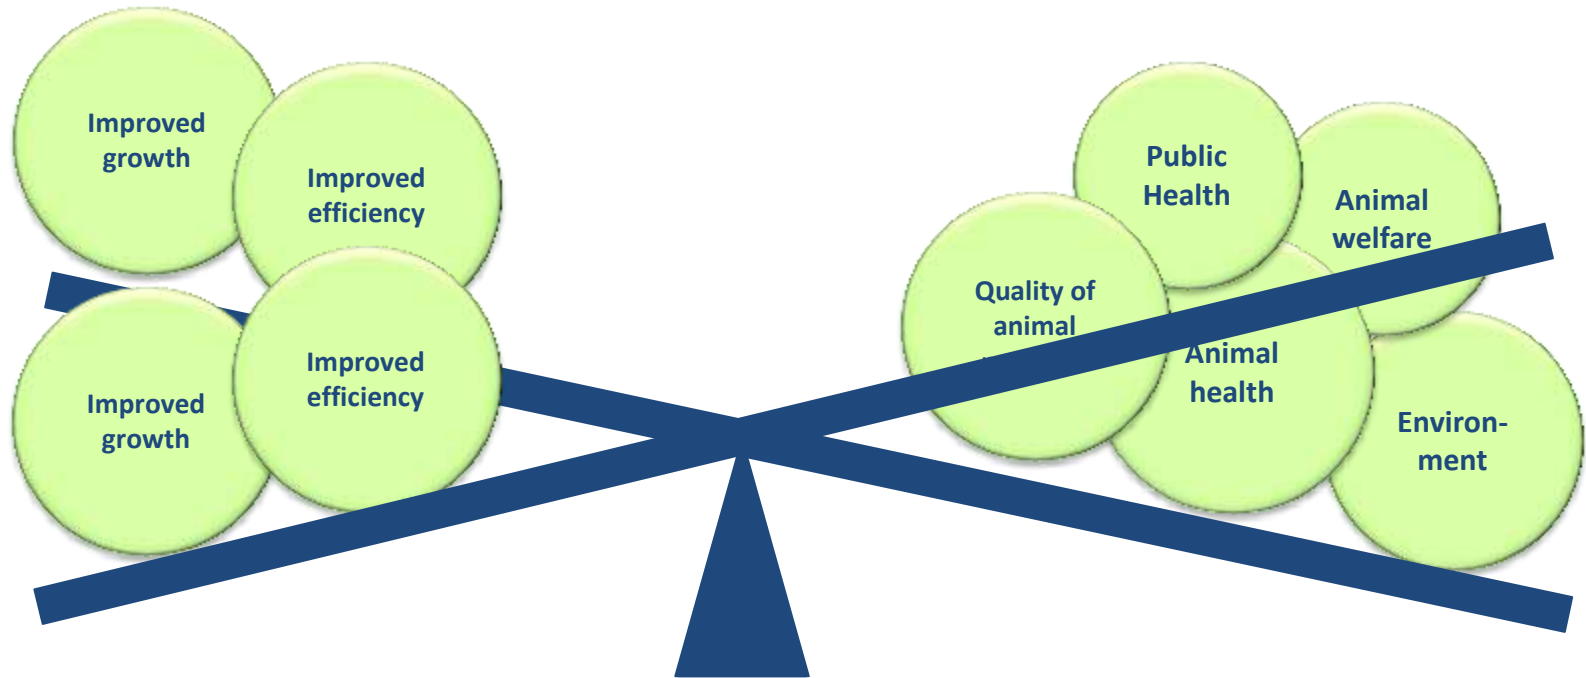 Improved
growth
Improved
efficiency
Improved
growth
Improved
efficiency
Public
Health
Animal
welfare
Quality of
animal
Animal
health
Environ-
ment